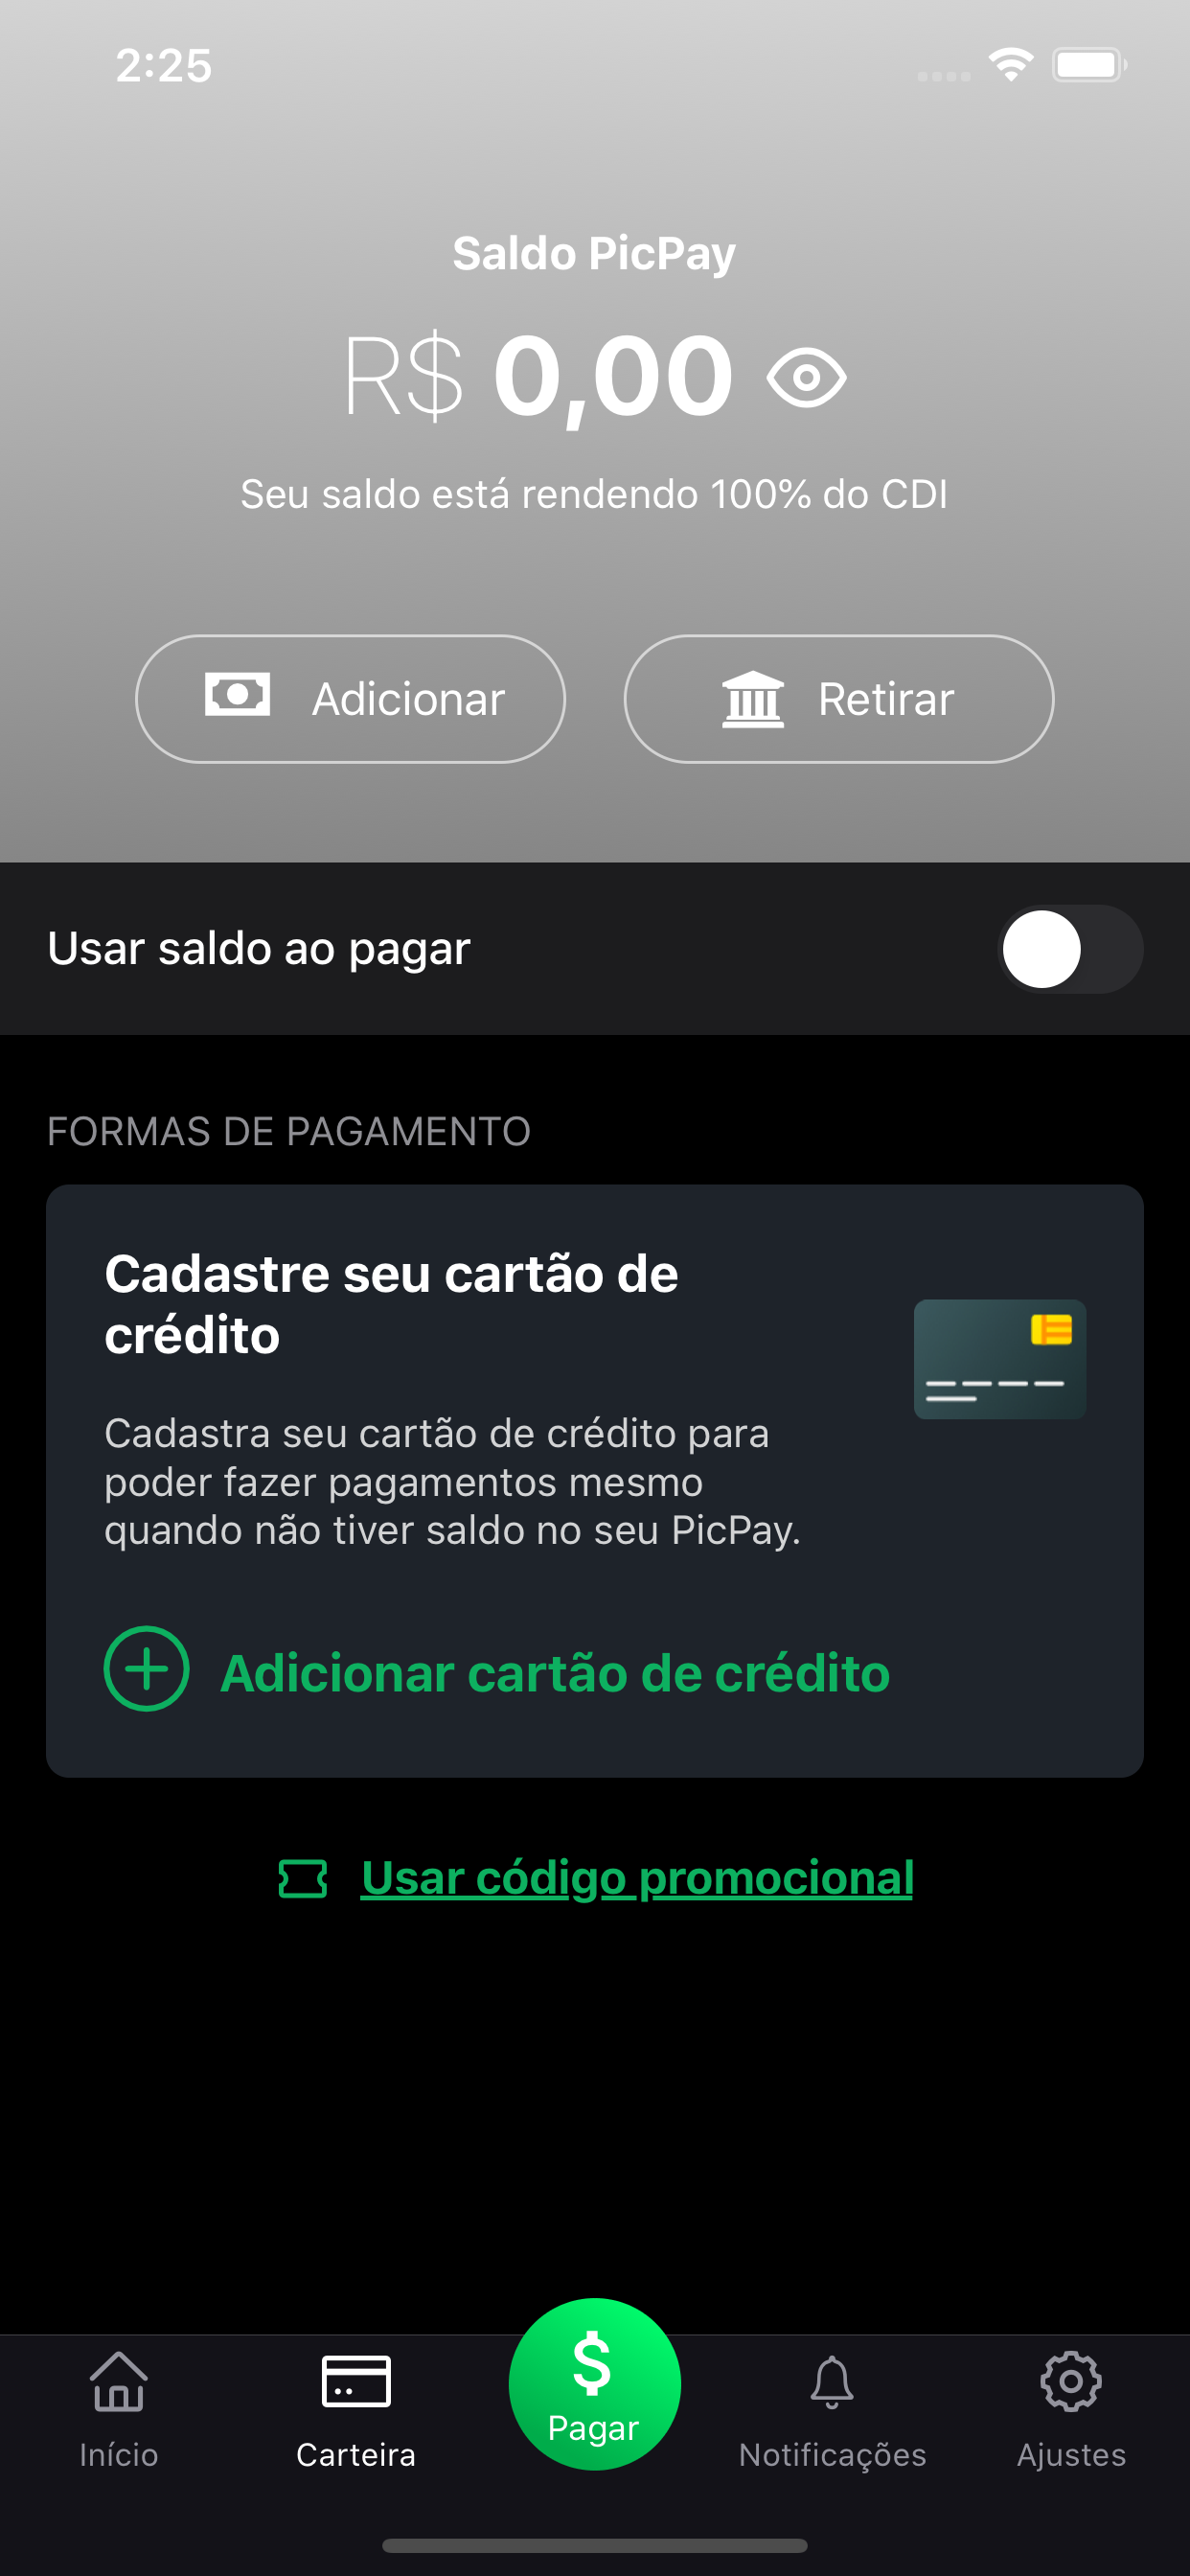 2:25
Saldo PicPay
R$ 0,00
Seu saldo está rendendo 100% do CDI
Adicionar
Retirar
Usar saldo ao pagar
FORMAS DE PAGAMENTO
Cadastre seu cartão de
crédito
Cadastra seu cartão de crédito para
poder fazer pagamentos mesmo
quando não tiver saldo no seu PicPay.
Adicionar cartão de crédito
Usar código promocional
$
Início
Carteira
Pagar
Notificações
Ajustes